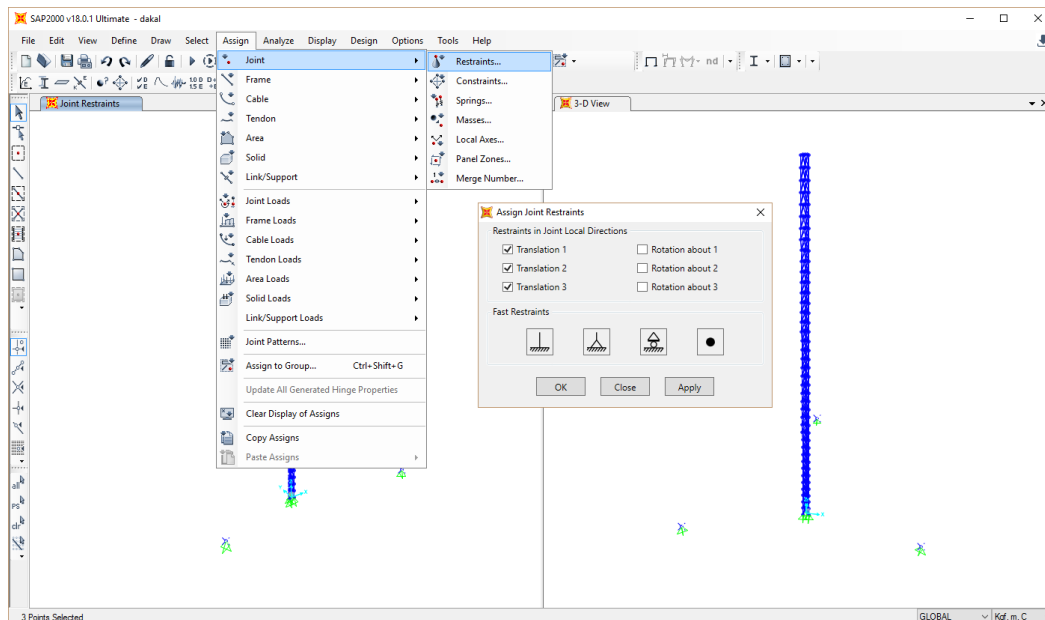 SAP2000 v18.0.1 Ultimate - dakal
File Edit View Define Draw Select Assign Analyze Display Design Options Tools Help
nd
Joint Restraints
3-D View
Joint
Frame
Cable
Tendon
Area
Solid
Link/Support
Joint Loads
Frame Loads
Cable Loads
Tendon Loads
Area Loads
Solid Loads
Link/Support Loads
Joint Patterns...
Assign to Group... Ctrl+Shift+G
Update All Generated Hinge Properties
Clear Display of Assigns
Copy Assigns
Paste Assigns
Restraints...
Constraints...
Springs...
Masses...
Local Axes...
Panel Zones...
Merge Number...
Assign Joint Restraints
Restraints in Joint Local Directions
Translation 1 Rotation about 1
Translation 2 Rotation about 2
Translation 3 Rotation about 3
Fast Restraints
OK Close Apply
all
ps
clr
3 Points Selected
GLOBAL Kgf, m, C